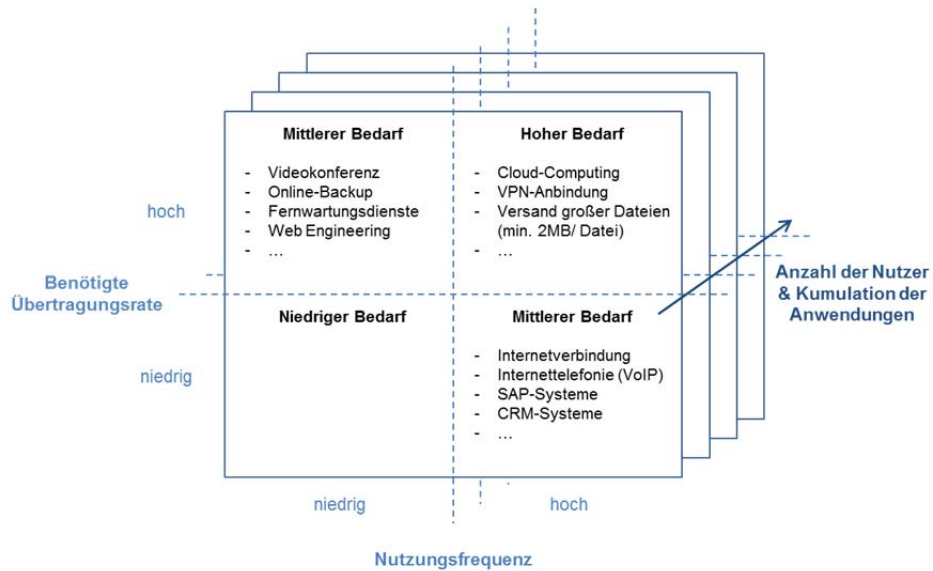 Mittlerer Bedarf
- Videokonferenz
- Online-Backup
- Fernwartungsdienste
- Web Engineering
- ...
Hoher Bedarf
- Cloud-Computing
- VPN-Anbindung
- Versand großer Dateien
(min. 2MB/ Datei)
- ...
hoch
Benötigte
Übertragungsrate
niedrig
Niedriger Bedarf
Mittlerer Bedarf
- Internetverbindung
- Internettelefonie (VoIP)
- SAP-Systeme
- CRM-Systeme
- ...
Anzahl der Nutzer
& Kumulation der
Anwendungen
niedrig
hoch
Nutzungsfrequenz